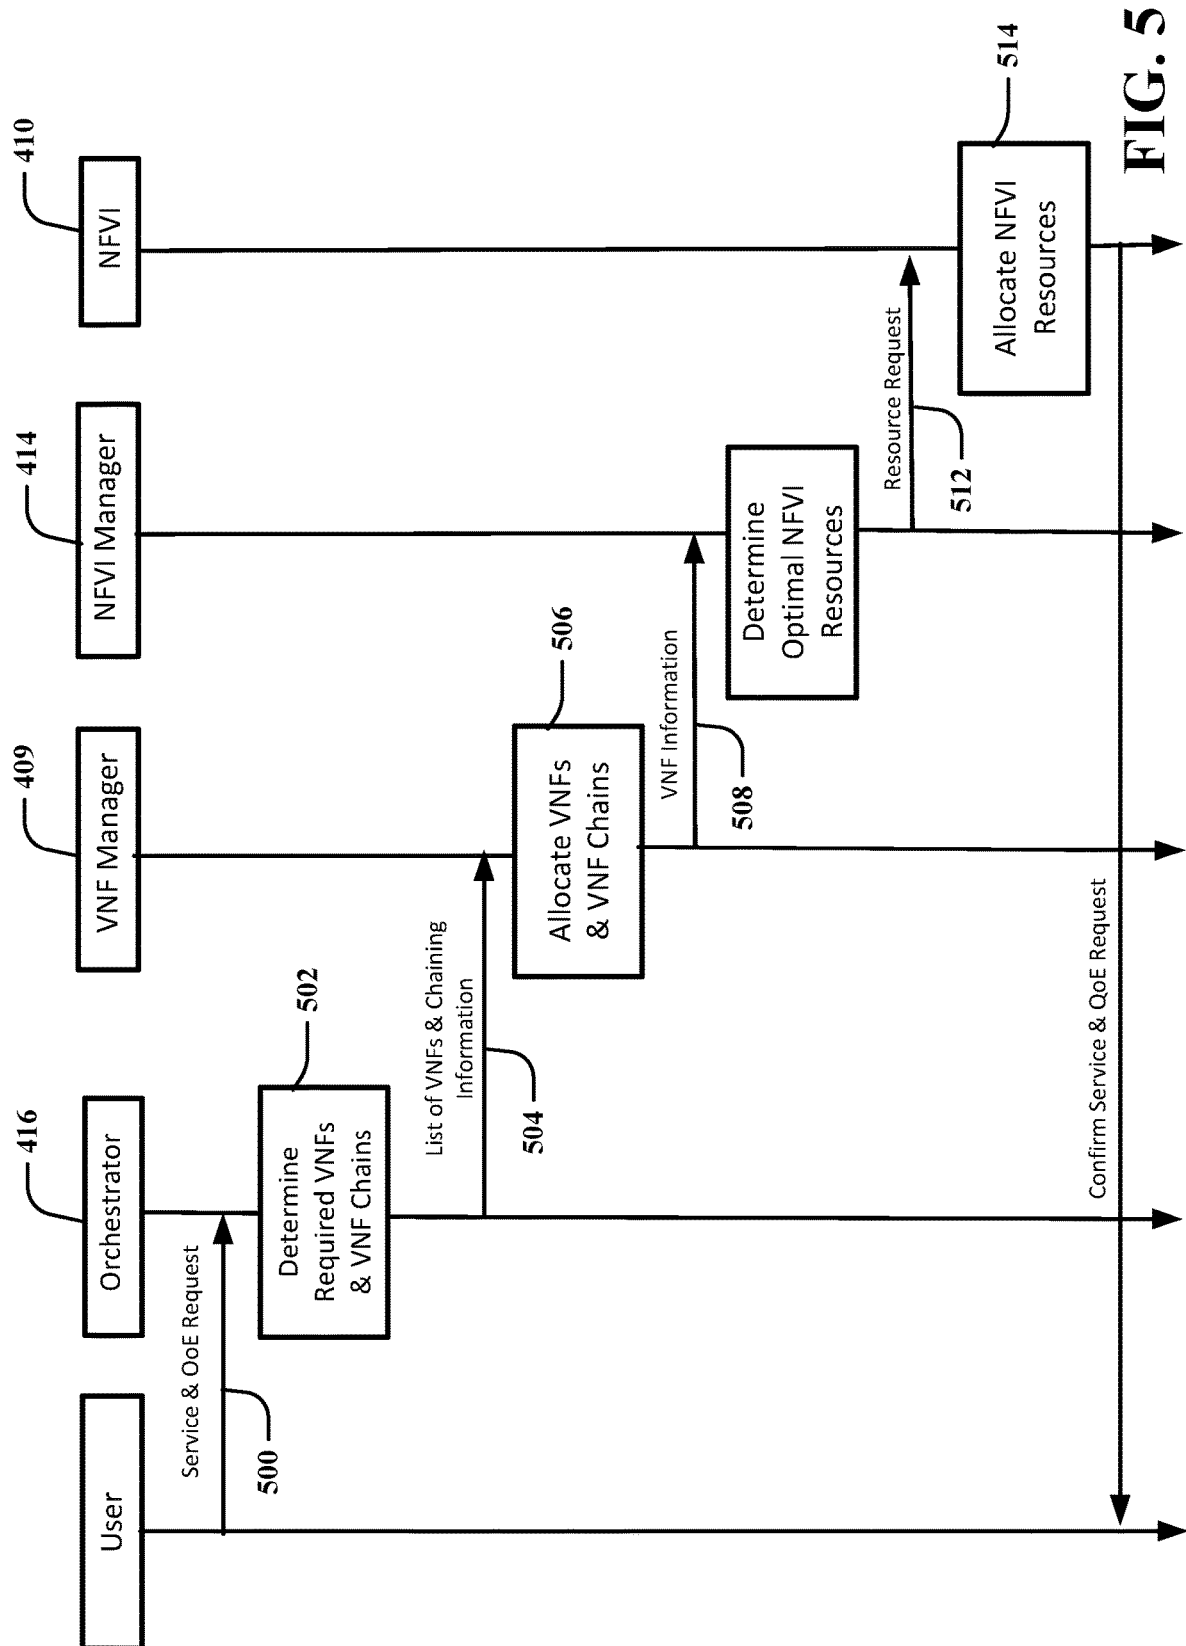 410
414
409
416
User
Orchestrator
VNF Manager
NFVI Manager
NFVI
Service & OoE Request
500
Determine
Required VNFs
& VNF Chains
502
List of VNFs & Chaining
Information
504
Allocate VNFs
& VNF Chains
506
VNF Information
508
Determine
Optimal NFVI
Resources
Resource Request
512
Allocate NFVI
Resources
514
Confirm Service & QoE Request
FIG. 5